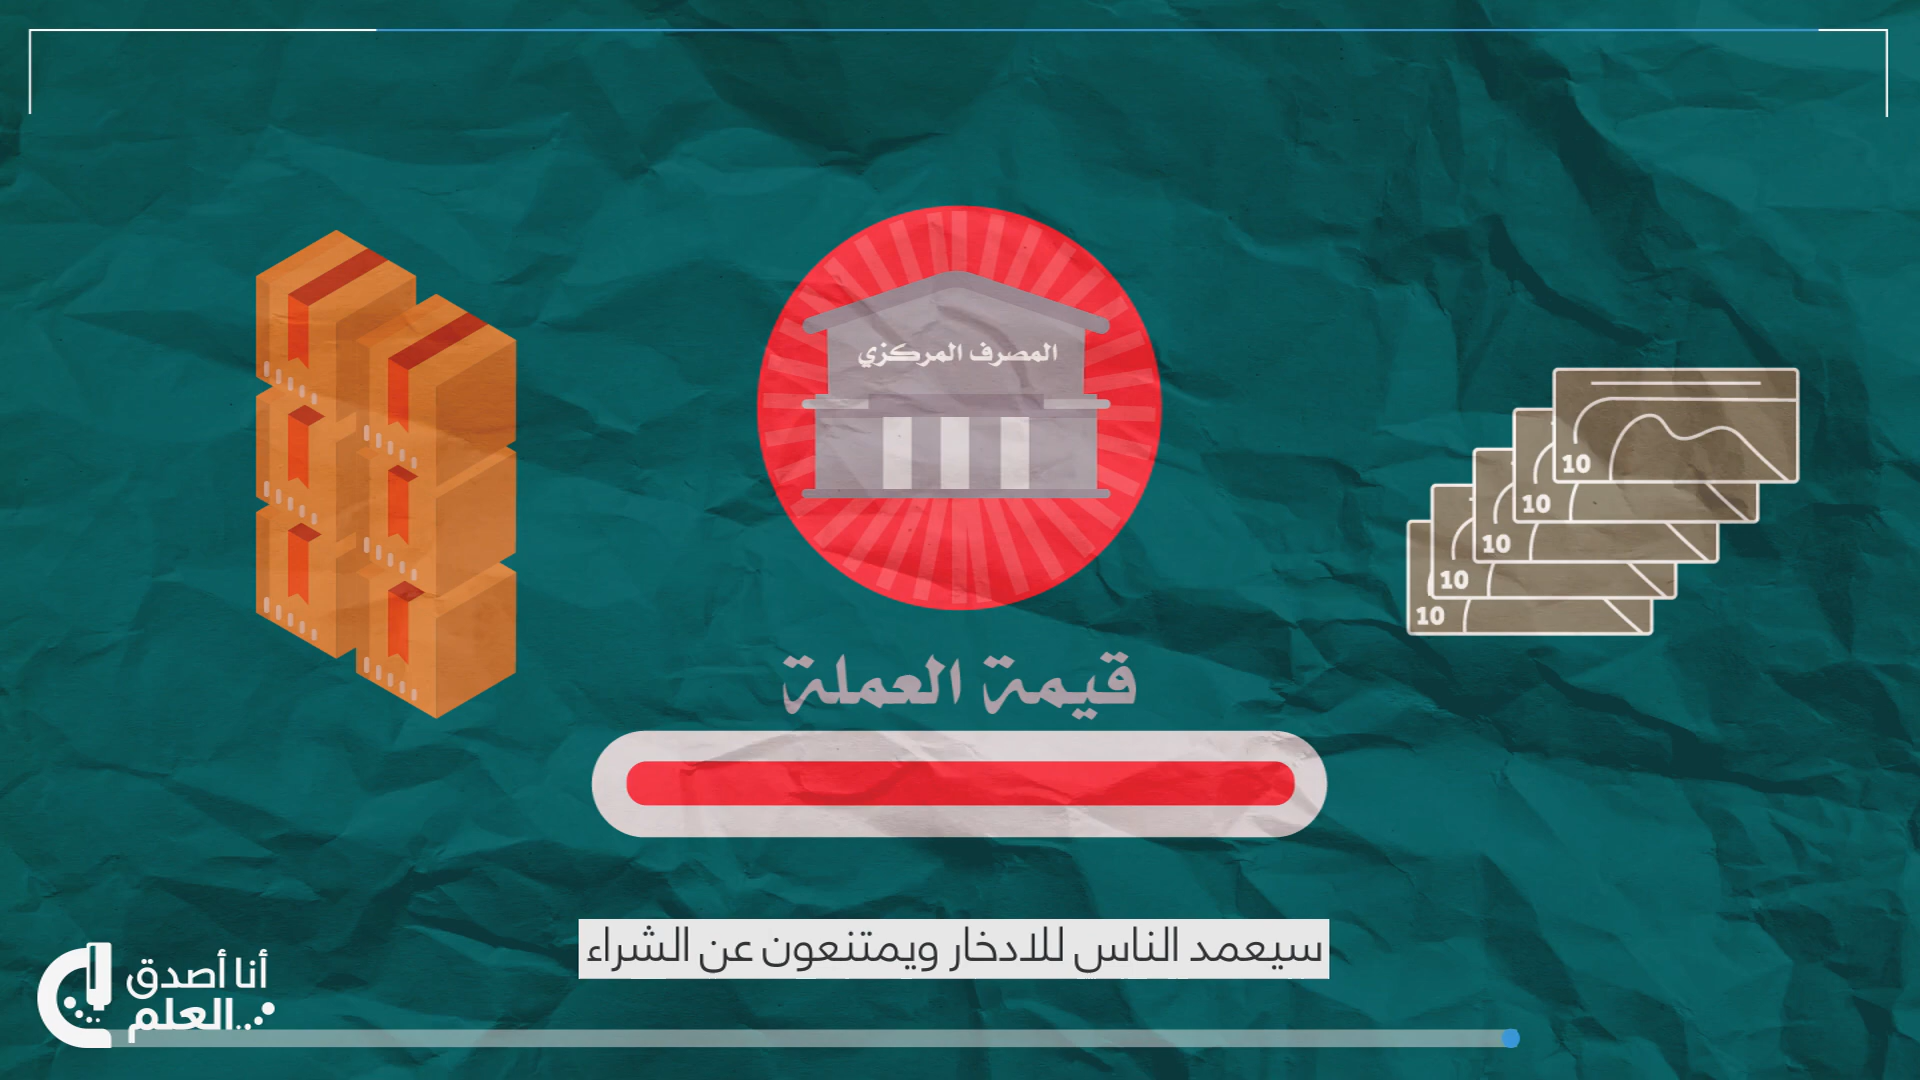 المصرف المركزي
10
10
10
10
10
قيمة العملة
سيعمد الناس للادخار ويمتنعون عن الشراء
أنا أصدق
العلم